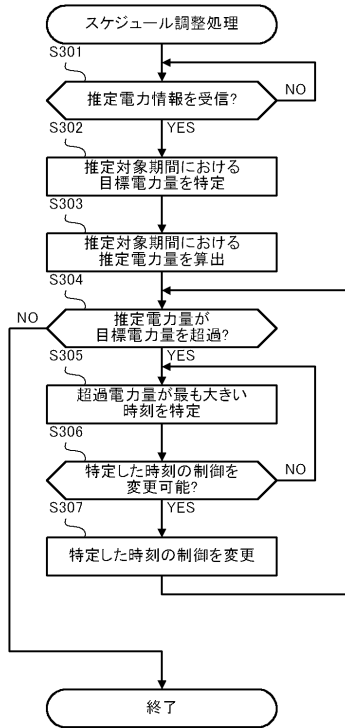 スケジュール調整処理
S301
推定電力情報を受信?
NO
YES
S302
推定対象期間における
目標電力量を特定
S303
推定対象期間における
推定電力量を算出
S304
NO
推定電力量が
目標電力量を超過?
YES
S305
超過電力量が最も大きい
時刻を特定
S306
特定した時刻の制御を
変更可能?
NO
YES
S307
特定した時刻の制御を変更
終了